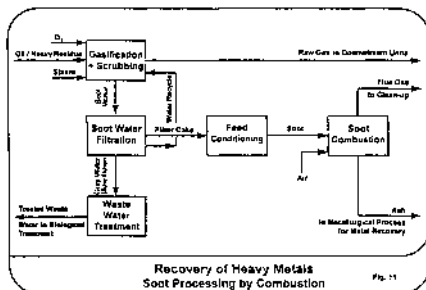 O₂
Oil / Heavy Residue
Steam
Gasification
+ Scrubbing
Raw Gas to Downstream Units
Soot
Water
Water Recycle
Flue Gas
to Clean-up
Soot Water
Filtration
Filter Cake
Feed
Conditioning
Soot
Soot
Combustion
Air
Grey Water
Treated Waste
Water to Biological
Treatment
Waste
Water
Treatment
Ash
to Metallurgical Process
for Metal Recovery
Recovery of Heavy Metals
Soot Processing by Combustion